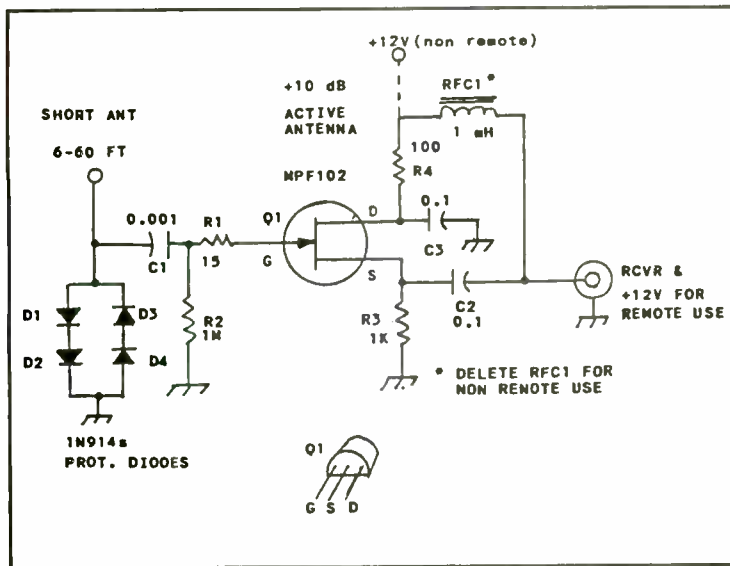 +12V (non remote)
+10 dB
ACTIVE
ANTENNA
RFC1 *
1 mH
SHORT ANT
6-60 FT
100
R4
MPF102
0.001
R1
Q1
D
0.1
C3
C1
15
G
S
RCVR &
+12V FOR
REMOTE USE
D1
D3
R2
1M
R3
1K
C2
0.1
D2
D4
* DELETE RFC1 FOR
NON REMOTE USE
1N914s
PROT. DIODES
Q1
G S D